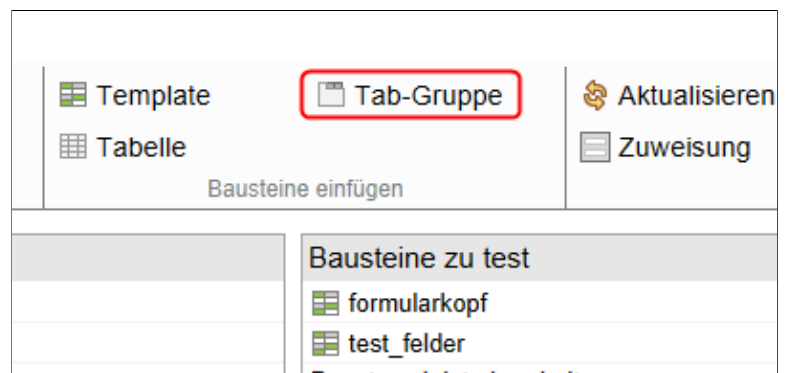 Template Tab-Gruppe Aktualisieren
Tabelle Zuweisung
Bausteine einfügen
Bausteine zu test
formularkopf
test_felder